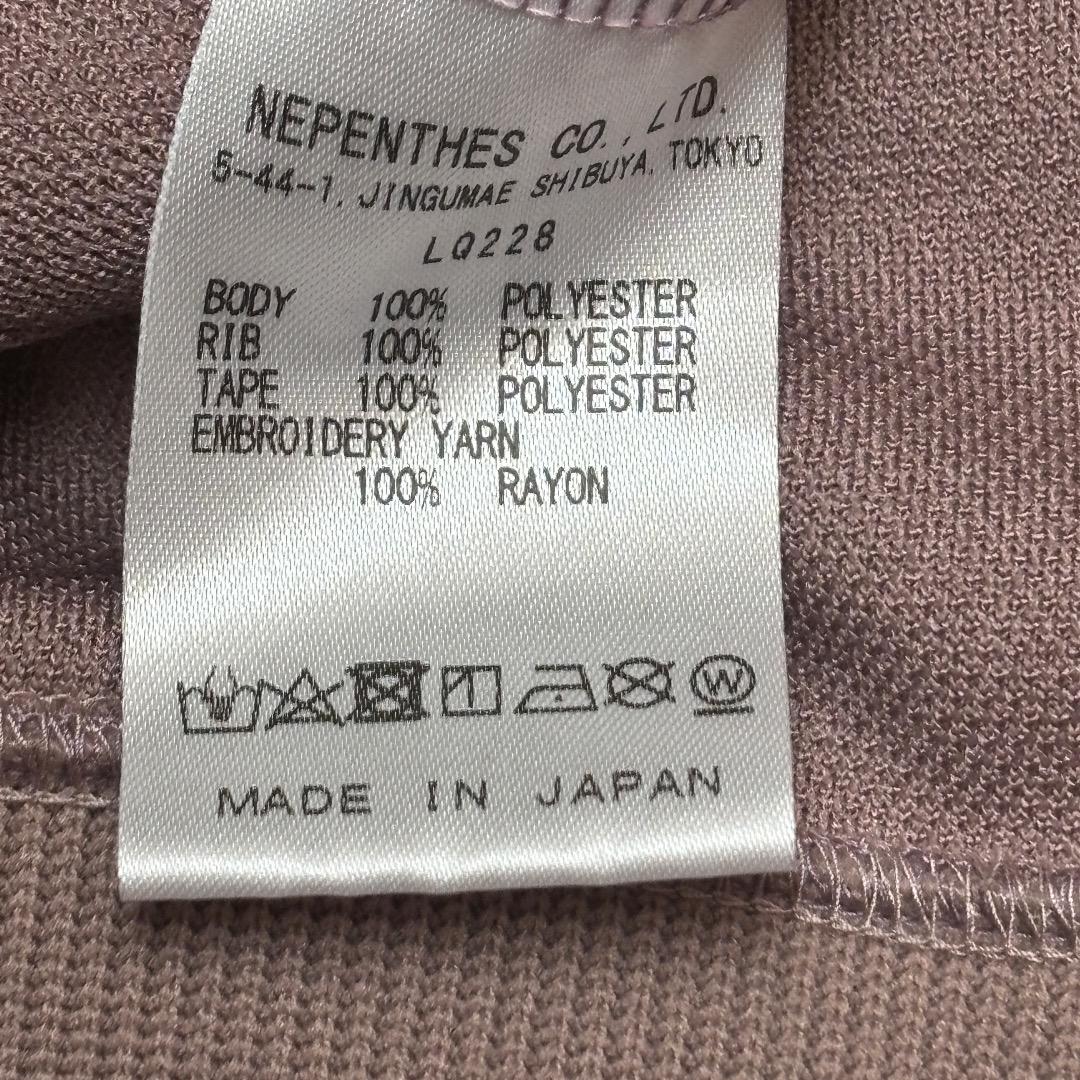 NEPENTHES CO., LTD.
5-44-1, JINGUMAE SHIBUYA, TOKYO
LQ228
BODY 100% POLYESTER
RIB 100% POLYESTER
TAPE 100% POLYESTER
EMBROIDERY YARN
100% RAYON
W
MADE IN JAPAN